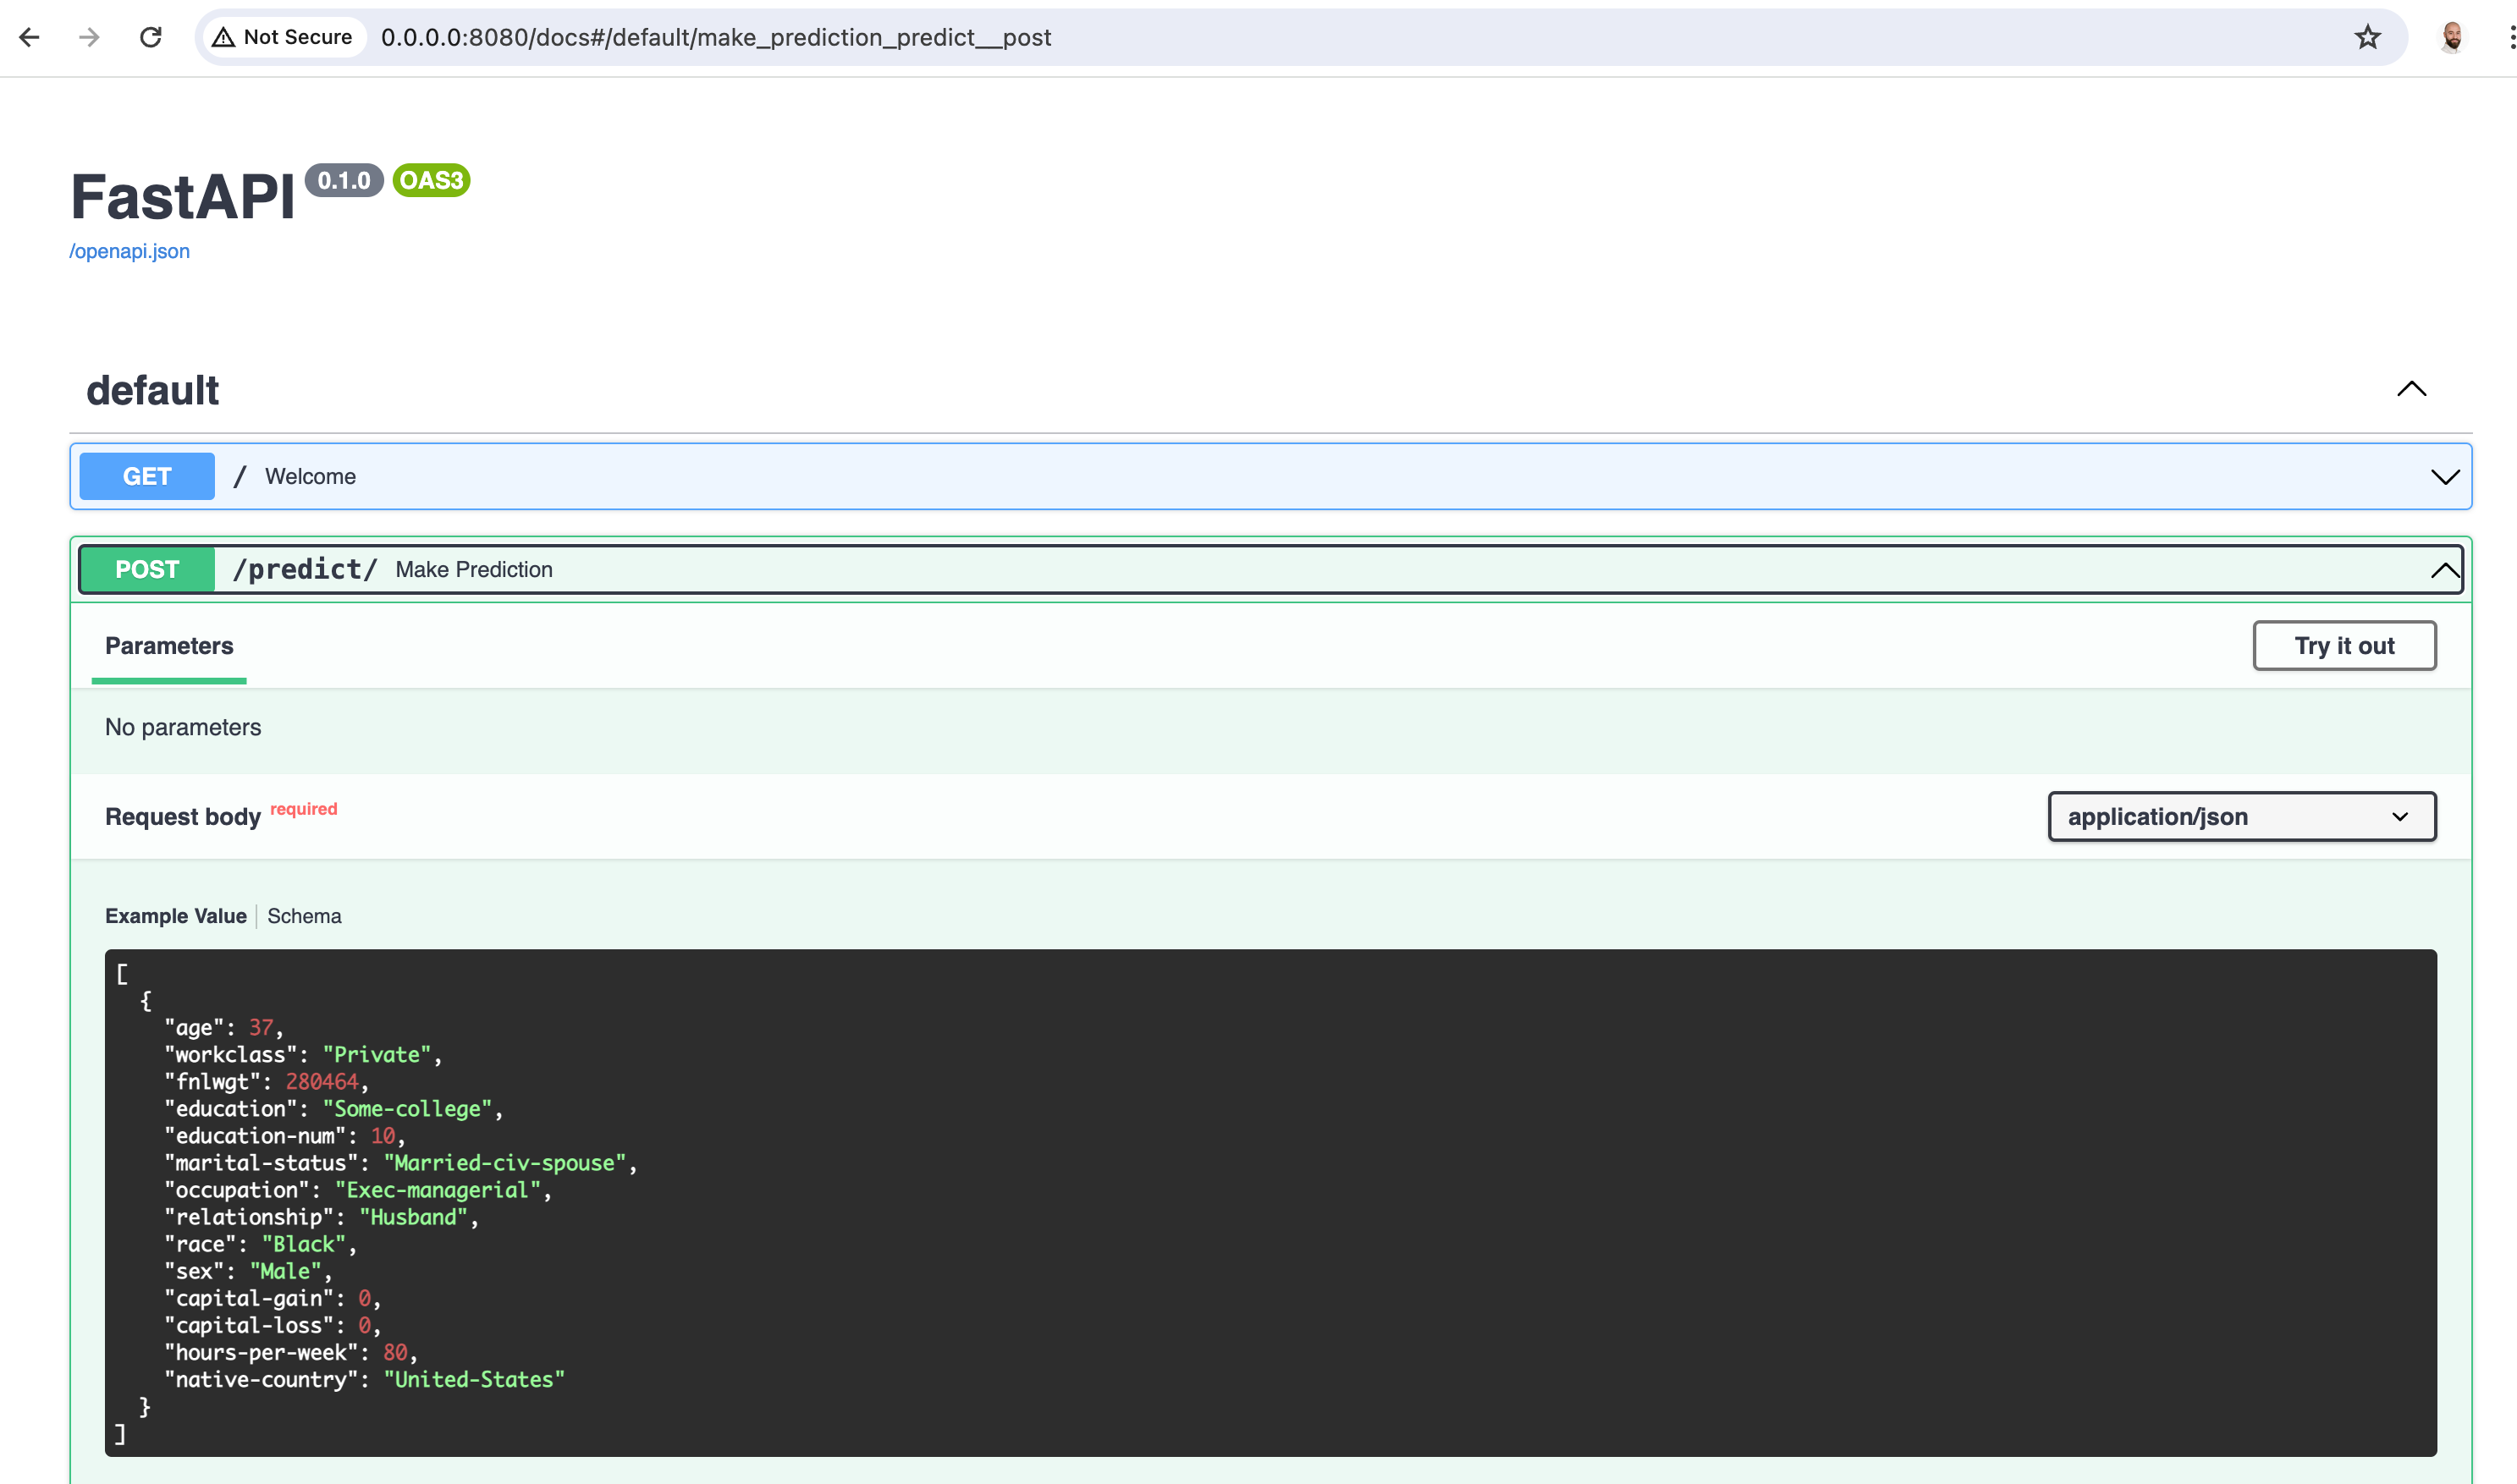 Not Secure 0.0.0.0:8080/docs#/default/make_prediction_predict__post
FastAPI 0.1.0 OAS3
/openapi.json
default
GET / Welcome
POST /predict/ Make Prediction
Parameters Try it out
No parameters
Request body required application/json
Example Value Schema
[
  {
    "age": 37,
    "workclass": "Private",
    "fnlwgt": 280464,
    "education": "Some-college",
    "education-num": 10,
    "marital-status": "Married-civ-spouse",
    "occupation": "Exec-managerial",
    "relationship": "Husband",
    "race": "Black",
    "sex": "Male",
    "capital-gain": 0,
    "capital-loss": 0,
    "hours-per-week": 80,
    "native-country": "United-States"
  }
]